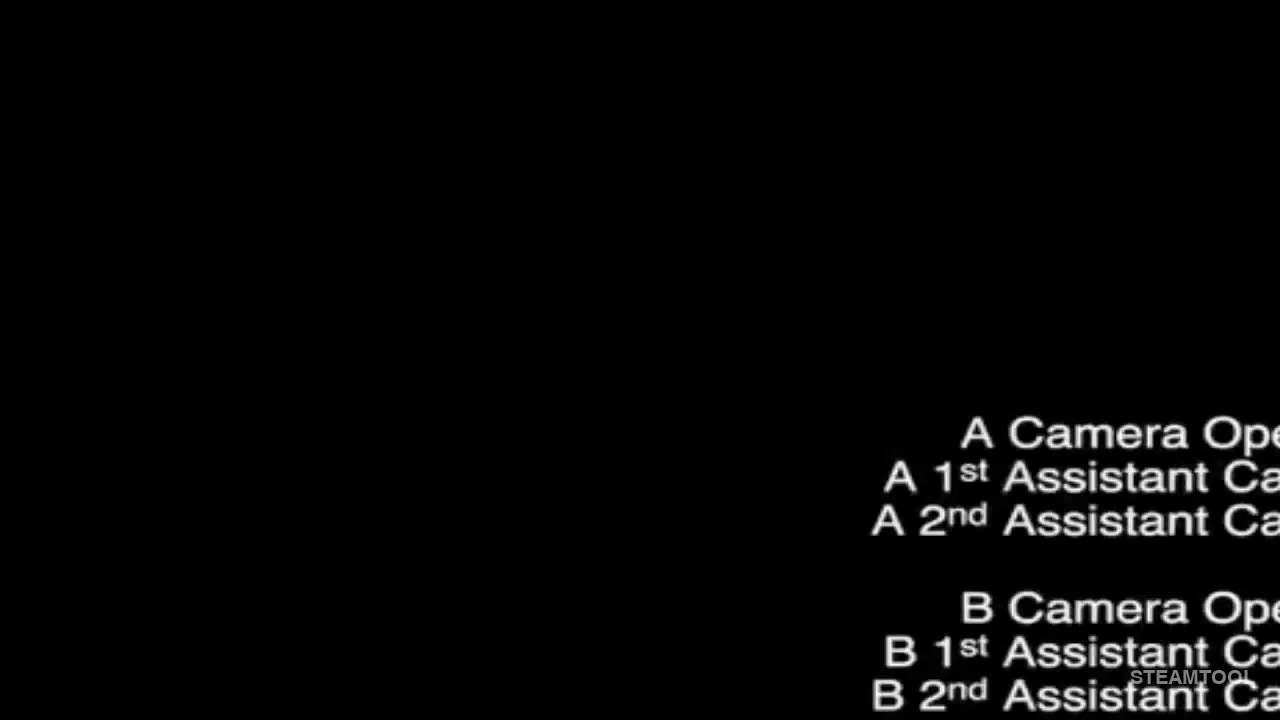 A Camera Ope
A 1st Assistant Ca
A 2nd Assistant Ca
B Camera Ope
B 1st Assistant Ca
STEAMTOOL
B 2nd Assistant Ca